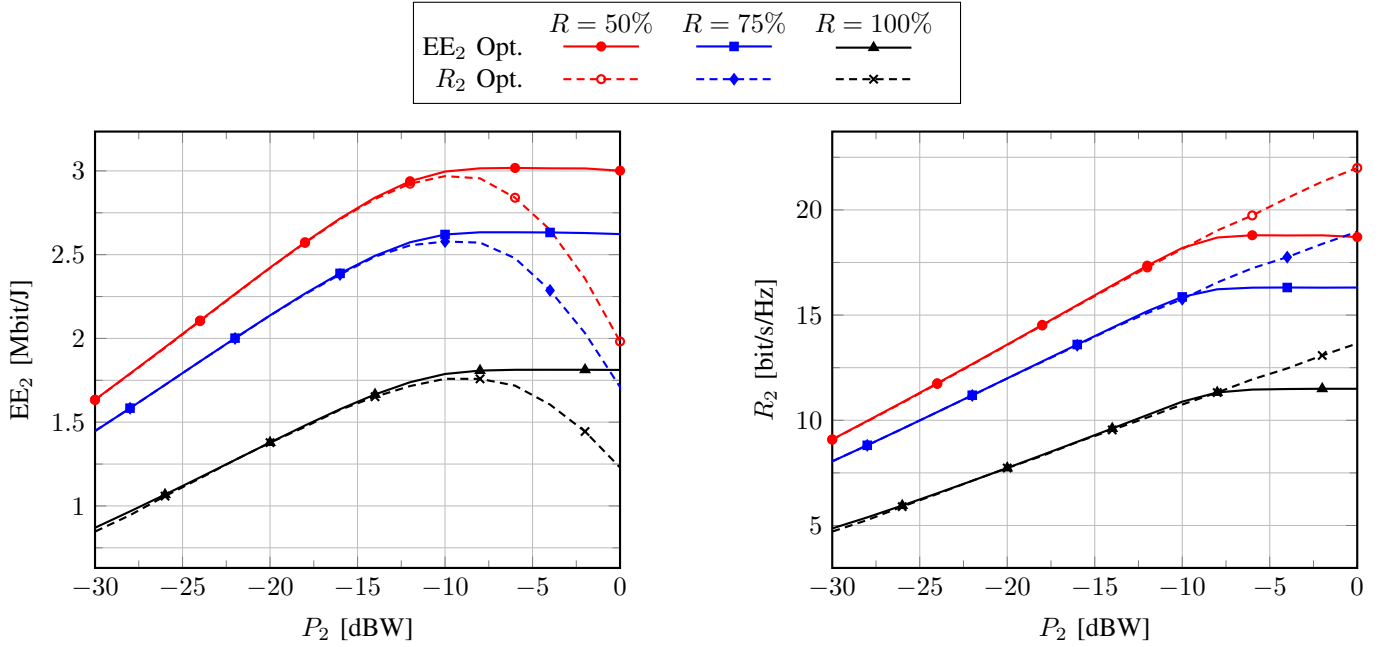 R = 50% R = 75% R = 100%
EE₂ Opt.
R₂ Opt.
3
2.5
2
1.5
1
EE₂ [Mbit/J]
−30 −25 −20 −15 −10 −5 0
P₂ [dBW]
20
15
10
5
R₂ [bit/s/Hz]
−30 −25 −20 −15 −10 −5 0
P₂ [dBW]